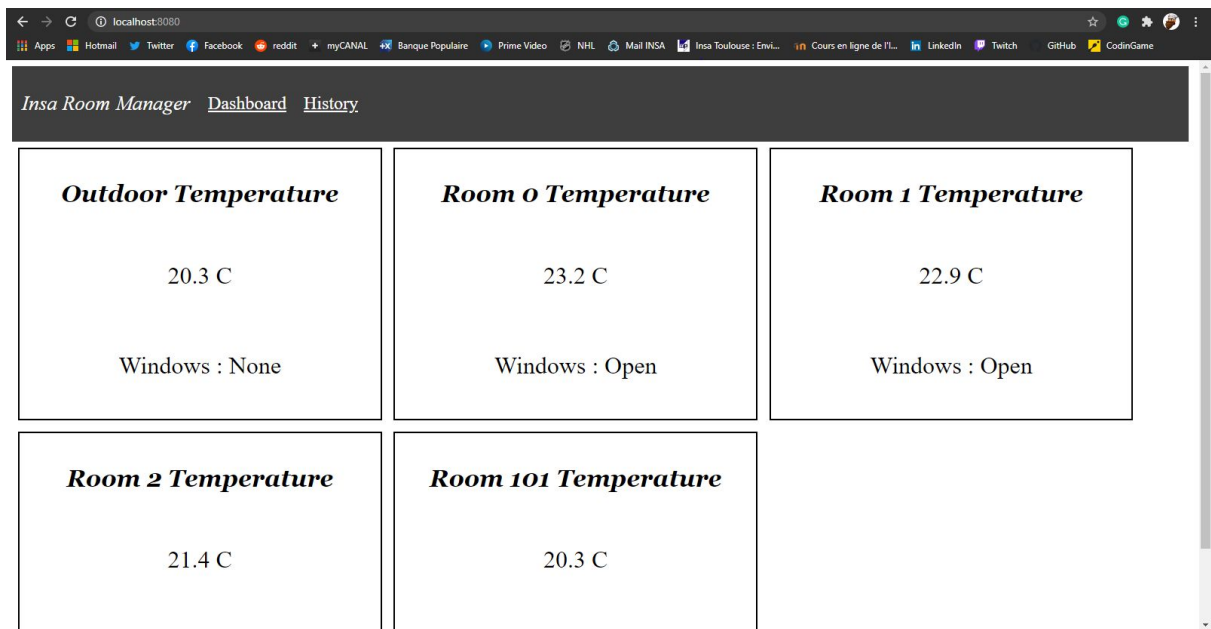 localhost:8080
Apps Hotmail Twitter Facebook reddit myCANAL Banque Populaire Prime Video NHL Mail INSA Insa Toulouse : Envi... Cours en ligne de l'I... LinkedIn Twitch GitHub CodinGame
Insa Room Manager Dashboard History
Outdoor Temperature Room 0 Temperature Room 1 Temperature
20.3 C 23.2 C 22.9 C
Windows : None Windows : Open Windows : Open
Room 2 Temperature Room 101 Temperature
21.4 C 20.3 C